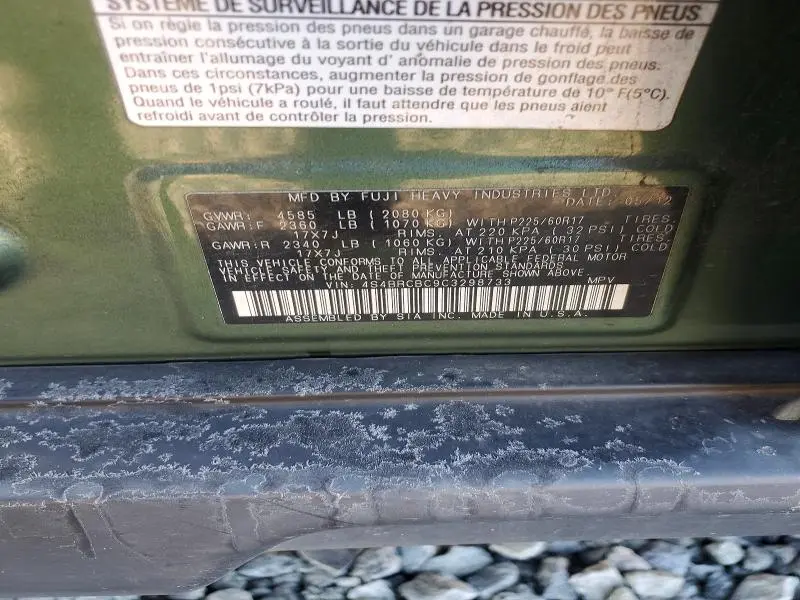 SYSTÈME DE SURVEILLANCE DE LA PRESSION DES PNEUS
Si on règle la pression des pneus dans un garage chauffé, la baisse de
pression consécutive à la sortie du véhicule dans le froid peut
entraîner l'allumage du voyant d' anomalie de pression des pneus.
Dans ces circonstances, augmenter la pression de gonflage des
pneus de 1psi (7kPa) pour une baisse de température de 10° F(5°C).
Quand le véhicule a roulé, il faut attendre que les pneus aient
refroidi avant de contrôler la pression.
MFD BY FUJI HEAVY INDUSTRIES LTD.
DATE: 05/12
GVWR: 4585 LB (2080 KG)
GAWR:F 2360 LB (1070 KG) WITH P225/60R17 TIRES.
17X7J RIMS. AT 220 KPA ( 32 PSI) COLD
GAWR:R 2340 LB (1060 KG) WITH P225/60R17 TIRES.
17X7J RIMS. AT 210 KPA ( 30 PSI) COLD
THIS VEHICLE CONFORMS TO ALL APPLICABLE FEDERAL MOTOR
VEHICLE SAFETY AND THEFT PREVENTION STANDARDS
IN EFFECT ON THE DATE OF MANUFACTURE SHOWN ABOVE.
VIN: 4S4BRCBC9C3298733 MPV
ASSEMBLED BY SIA INC. MADE IN U.S.A.